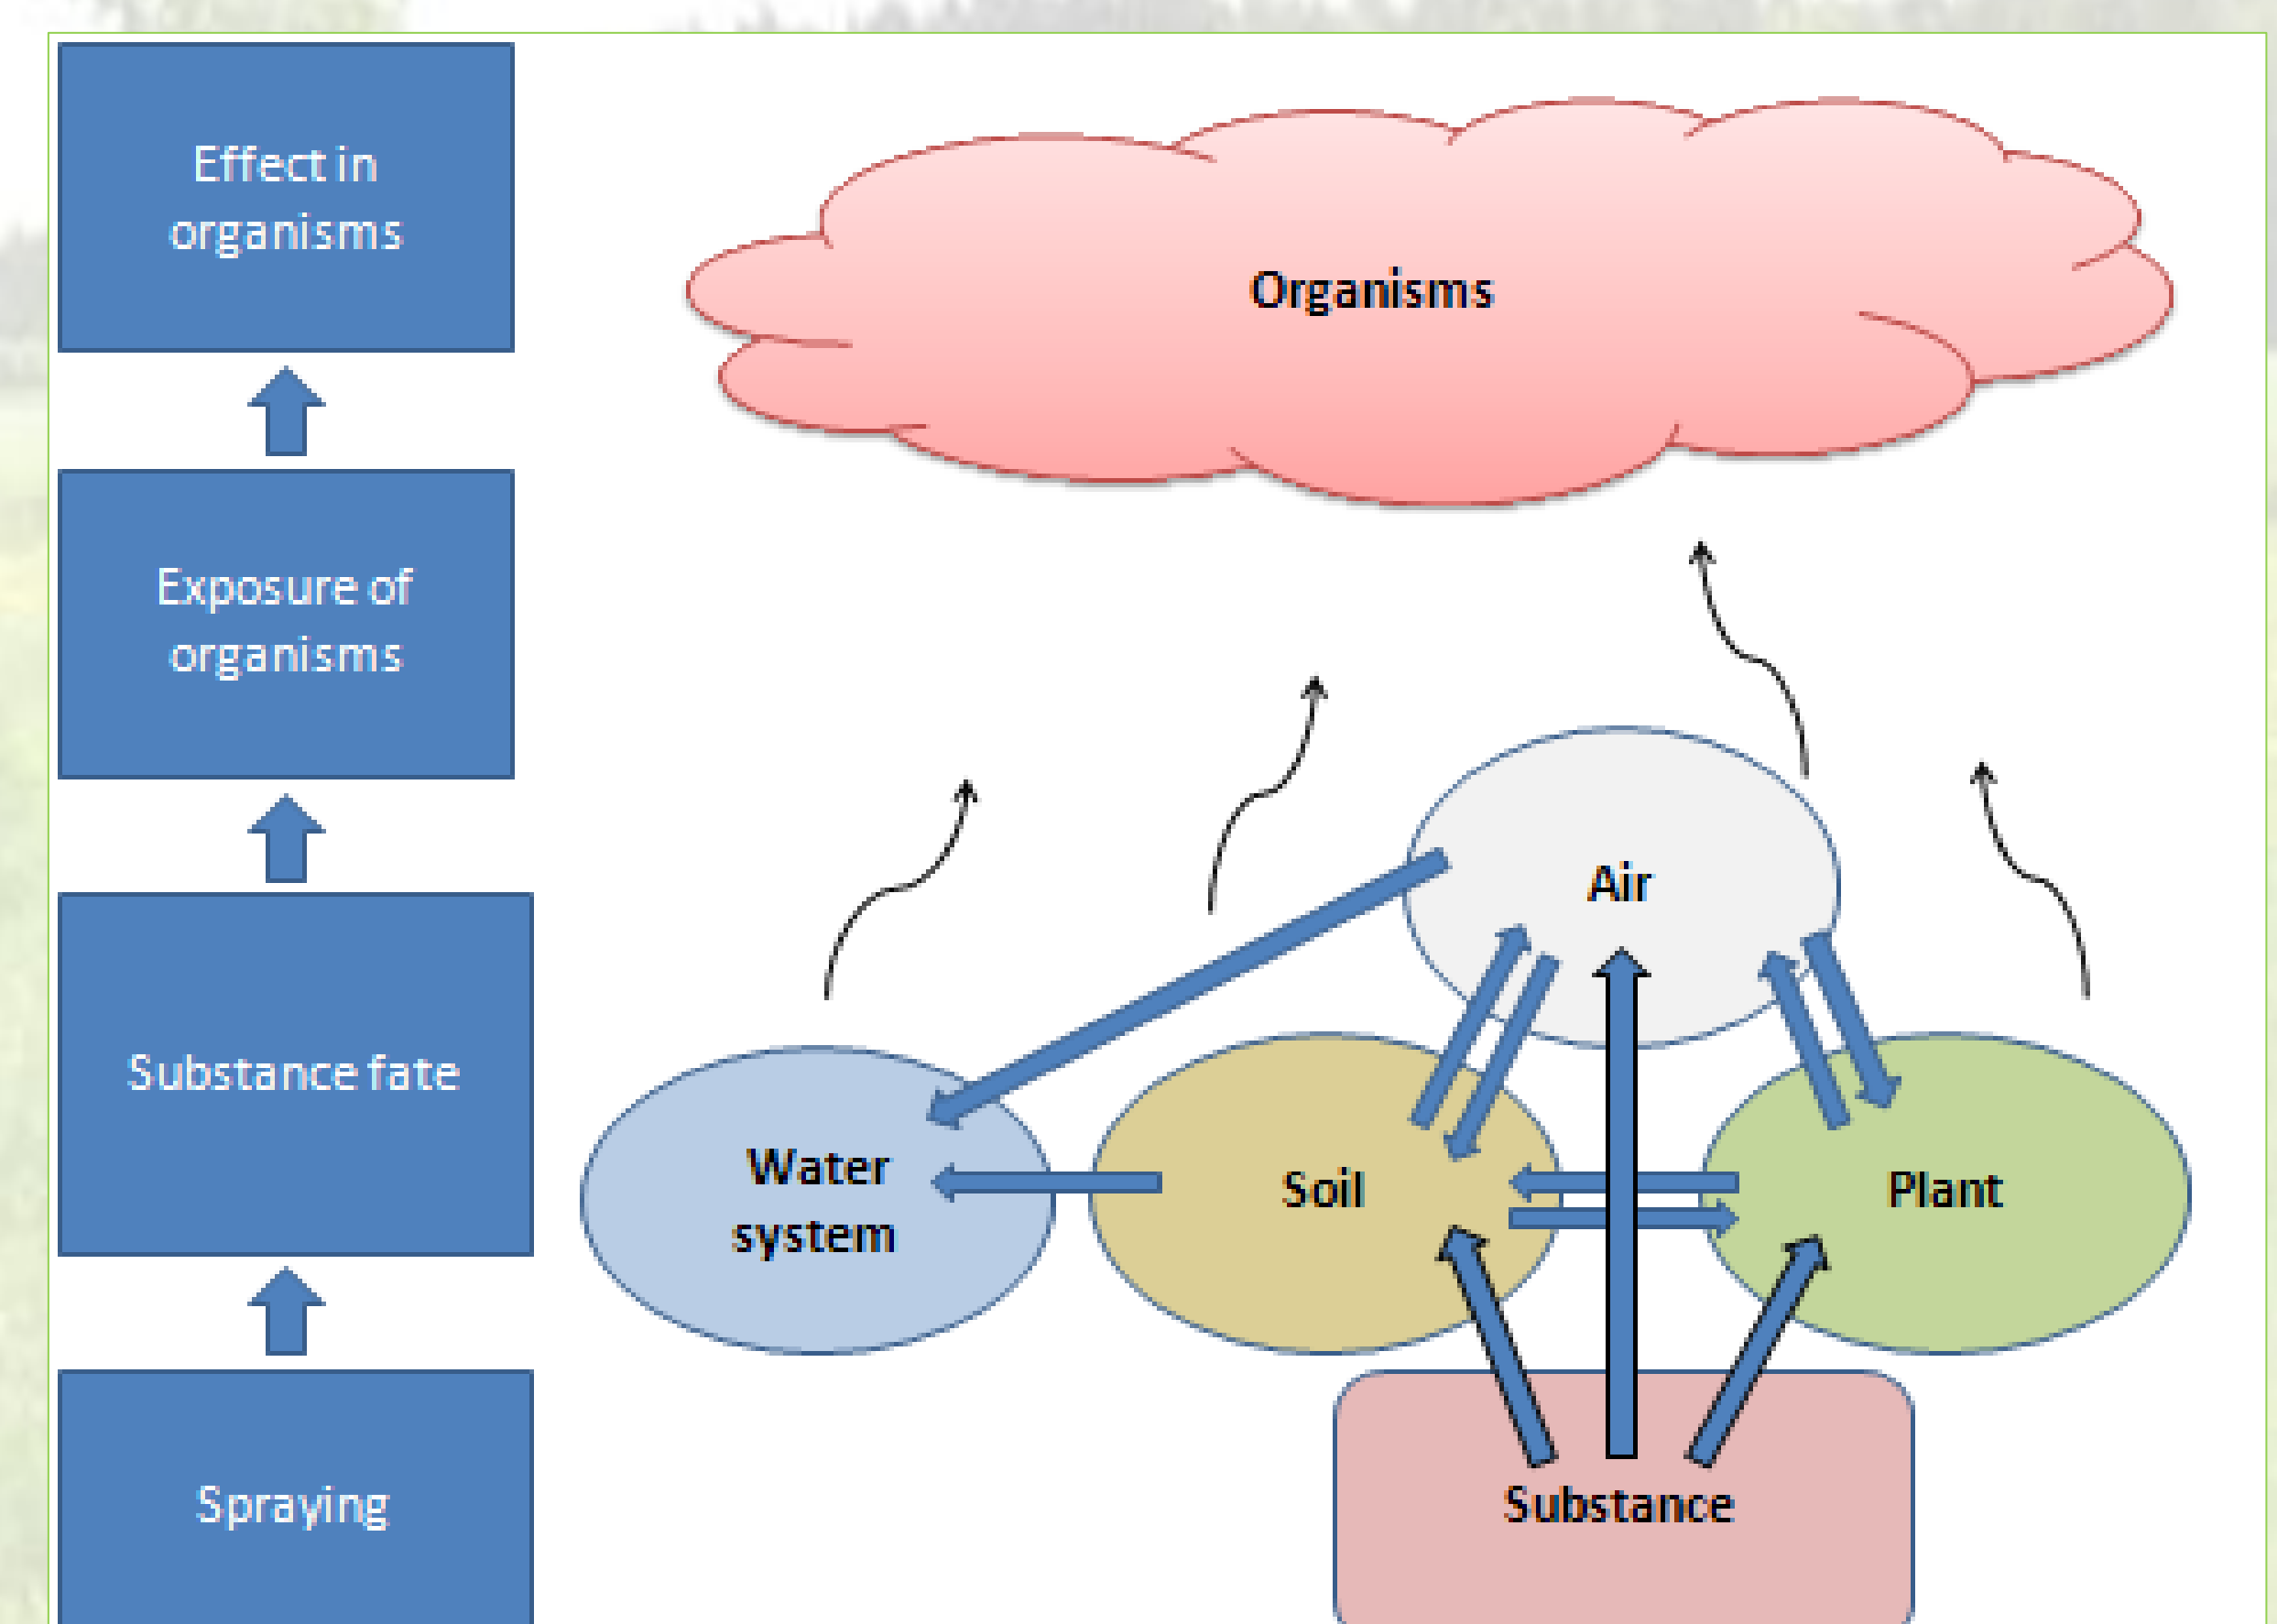 Effect in
organisms
Exposure of
organisms
Substance fate
Spraying
Organisms
Air
Water
system
Soil
Plant
Substance